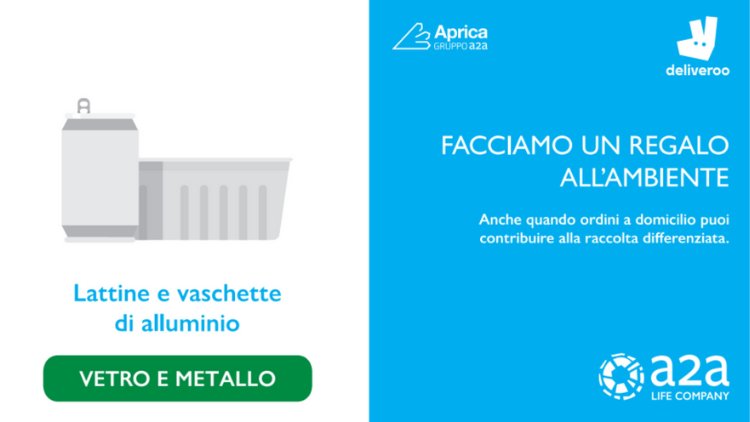 Lattine e vaschette
di alluminio
VETRO E METALLO
Aprica
GRUPPO a2a
deliveroo
FACCIAMO UN REGALO
ALL'AMBIENTE
Anche quando ordini a domicilio puoi
contribuire alla raccolta differenziata.
a2a
LIFE COMPANY